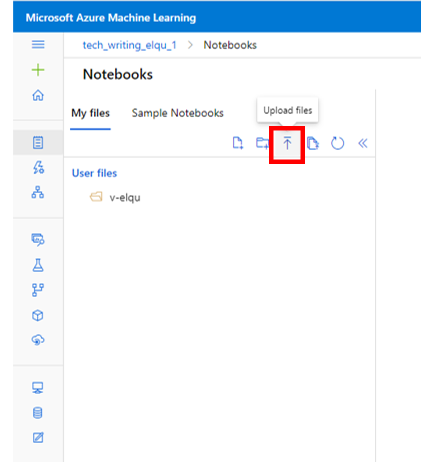 Microsoft Azure Machine Learning
tech_writing_elqu_1 > Notebooks
Notebooks
My files Sample Notebooks
Upload files
User files
v-elqu